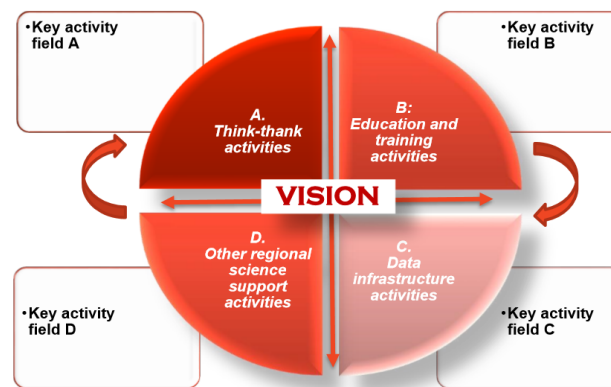 •Key activity
field A
•Key activity
field B
A.
Think-thank
activities
B:
Education and
training
activities
VISION
D.
Other regional
science
support
activities
C.
Data
infrastructure
activities
•Key activity
field D
•Key activity
field C